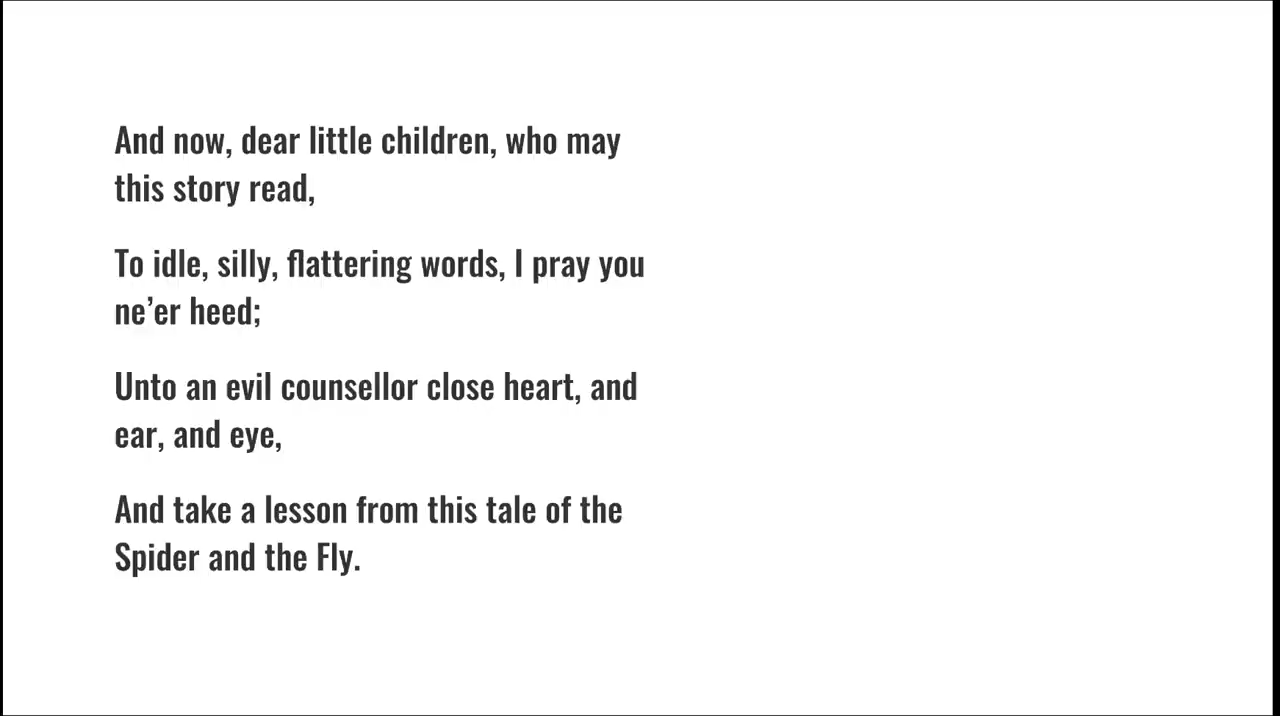 And now, dear little children, who may
this story read,
To idle, silly, flattering words, I pray you
ne’er heed;
Unto an evil counsellor close heart, and
ear, and eye,
And take a lesson from this tale of the
Spider and the Fly.